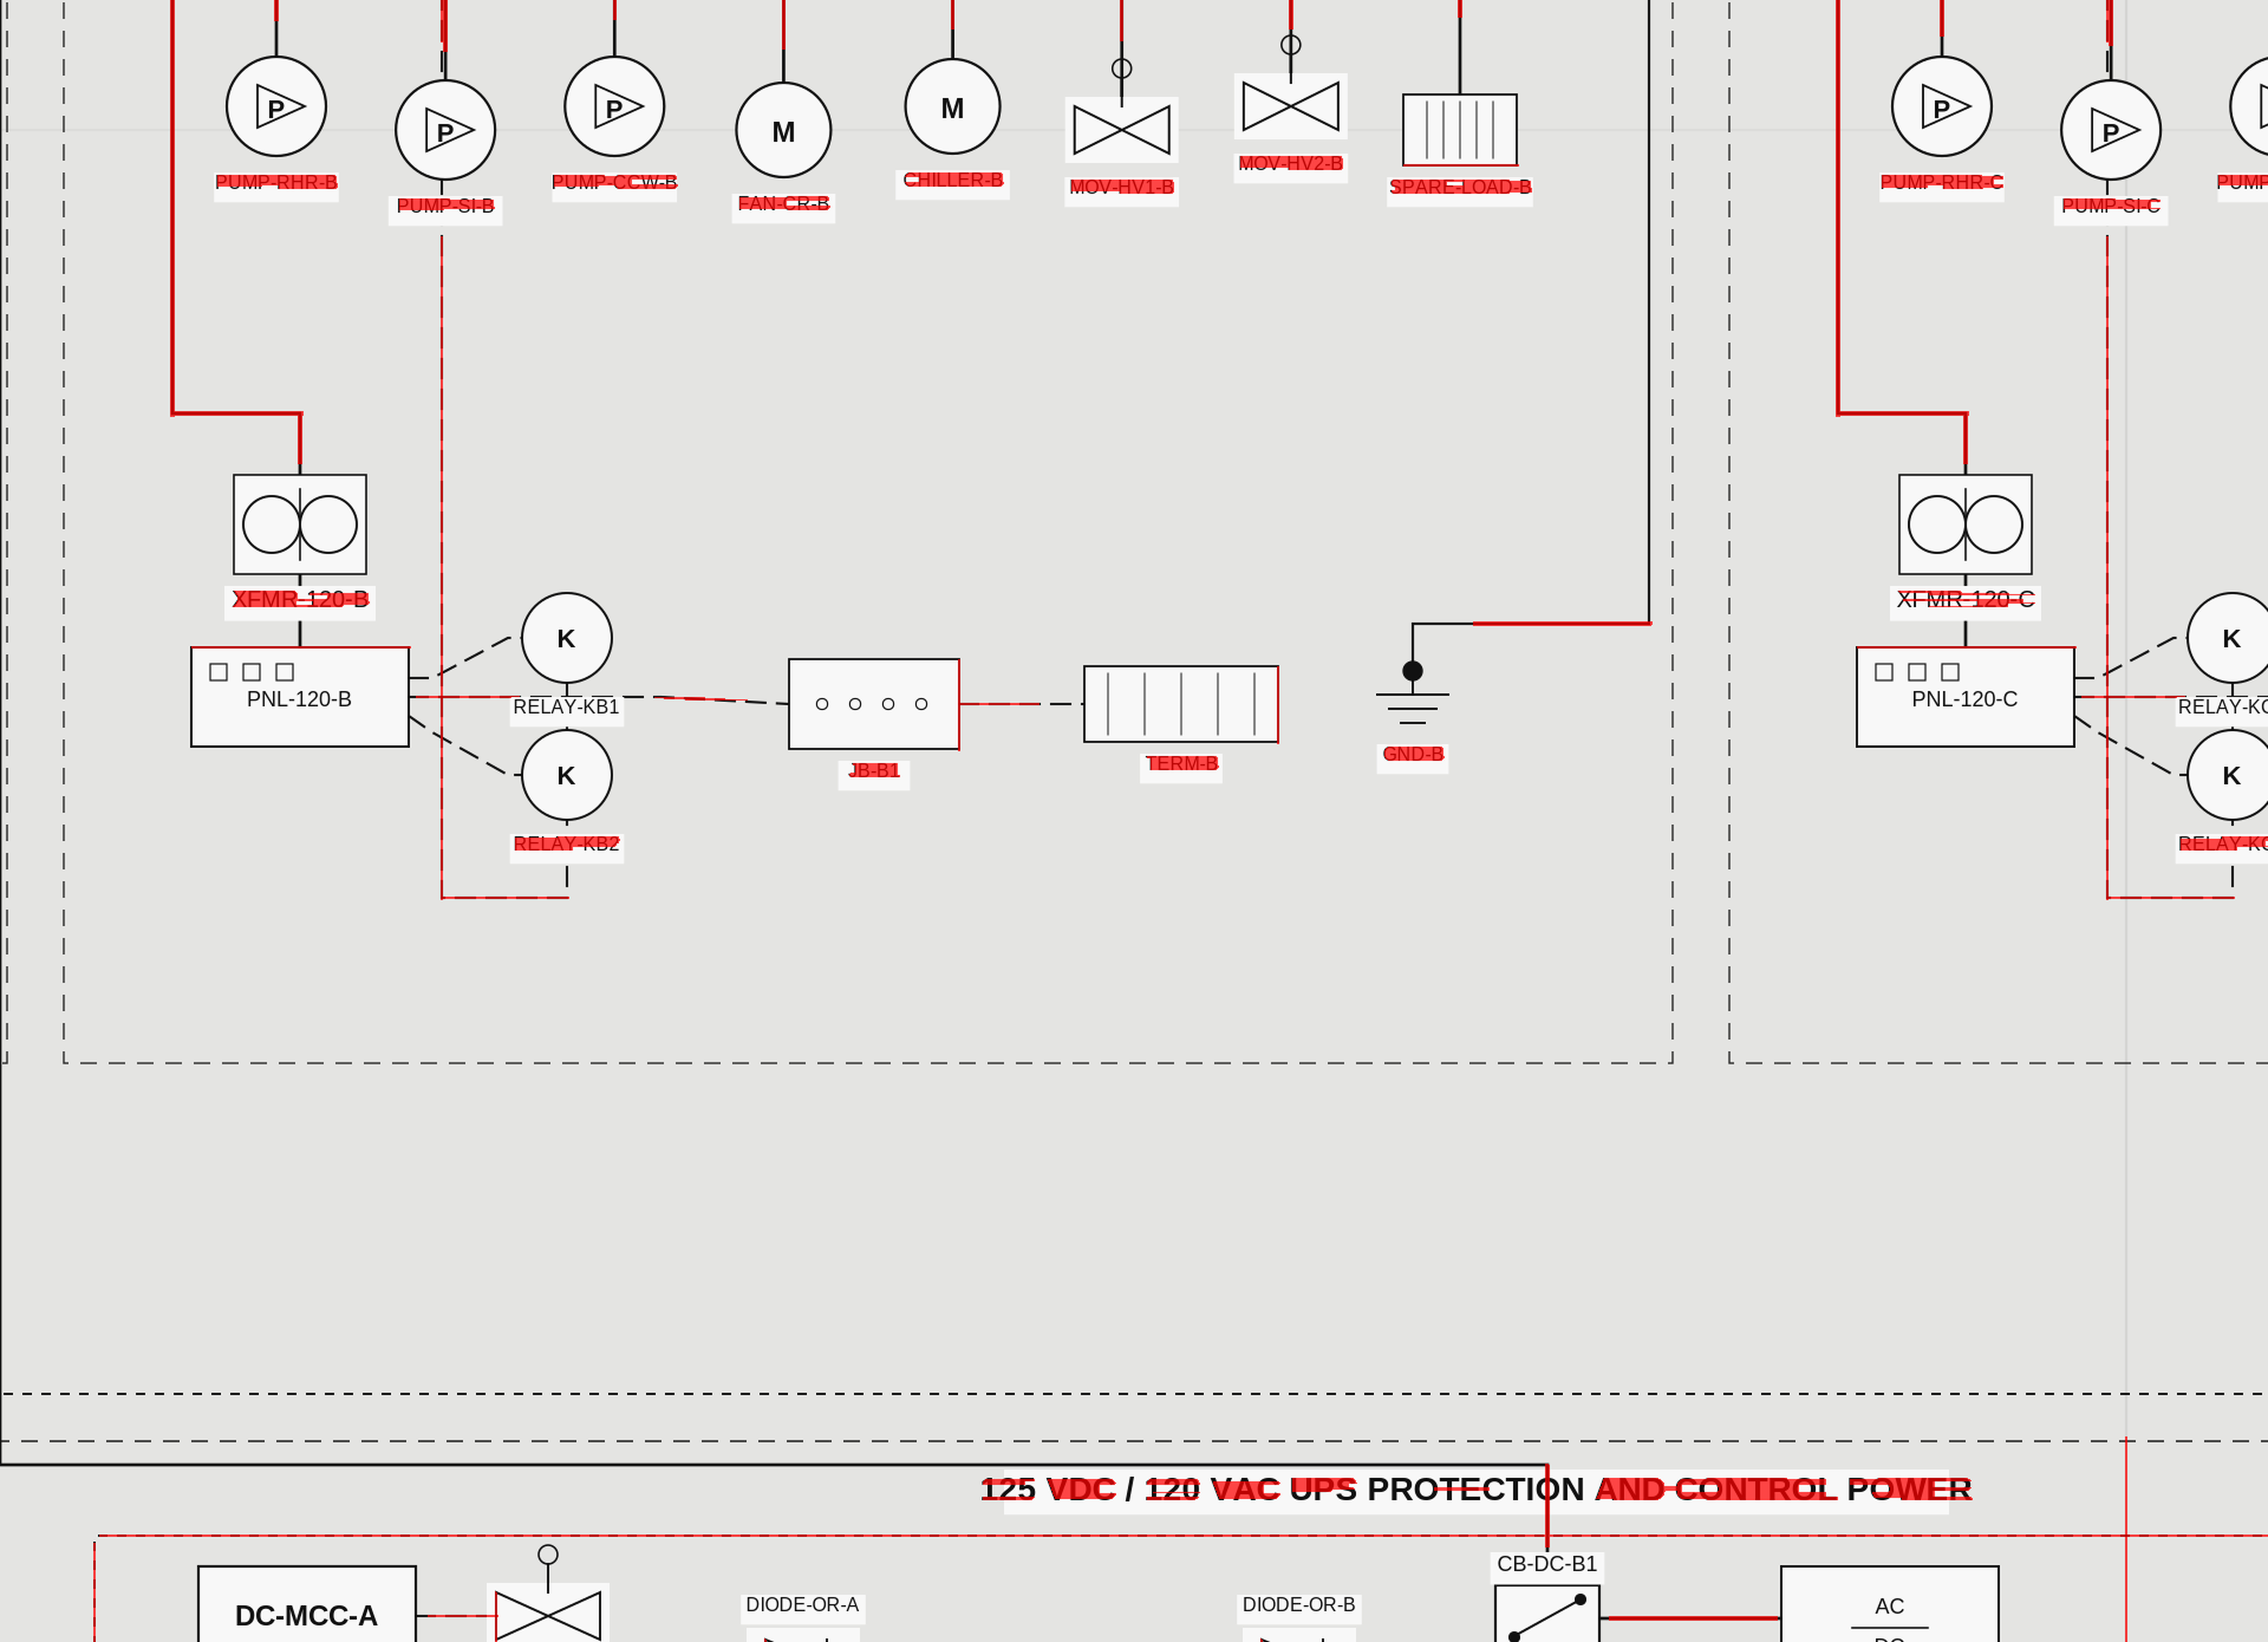 P
P
P
M
M
P
P
PUMP-RHR-B
PUMP-SI-B
PUMP-CCW-B
FAN-CR-B
CHILLER-B
MOV-HV1-B
MOV-HV2-B
SPARE-LOAD-B
PUMP-RHR-C
PUMP-SI-C
XFMR-120-B
XFMR-120-C
K
K
PNL-120-B
RELAY-KB1
PNL-120-C
K
K
JB-B1
TERM-B
GND-B
RELAY-KB2
125 VDC / 120 VAC UPS PROTECTION AND CONTROL POWER
CB-DC-B1
DC-MCC-A
DIODE-OR-A
DIODE-OR-B
AC